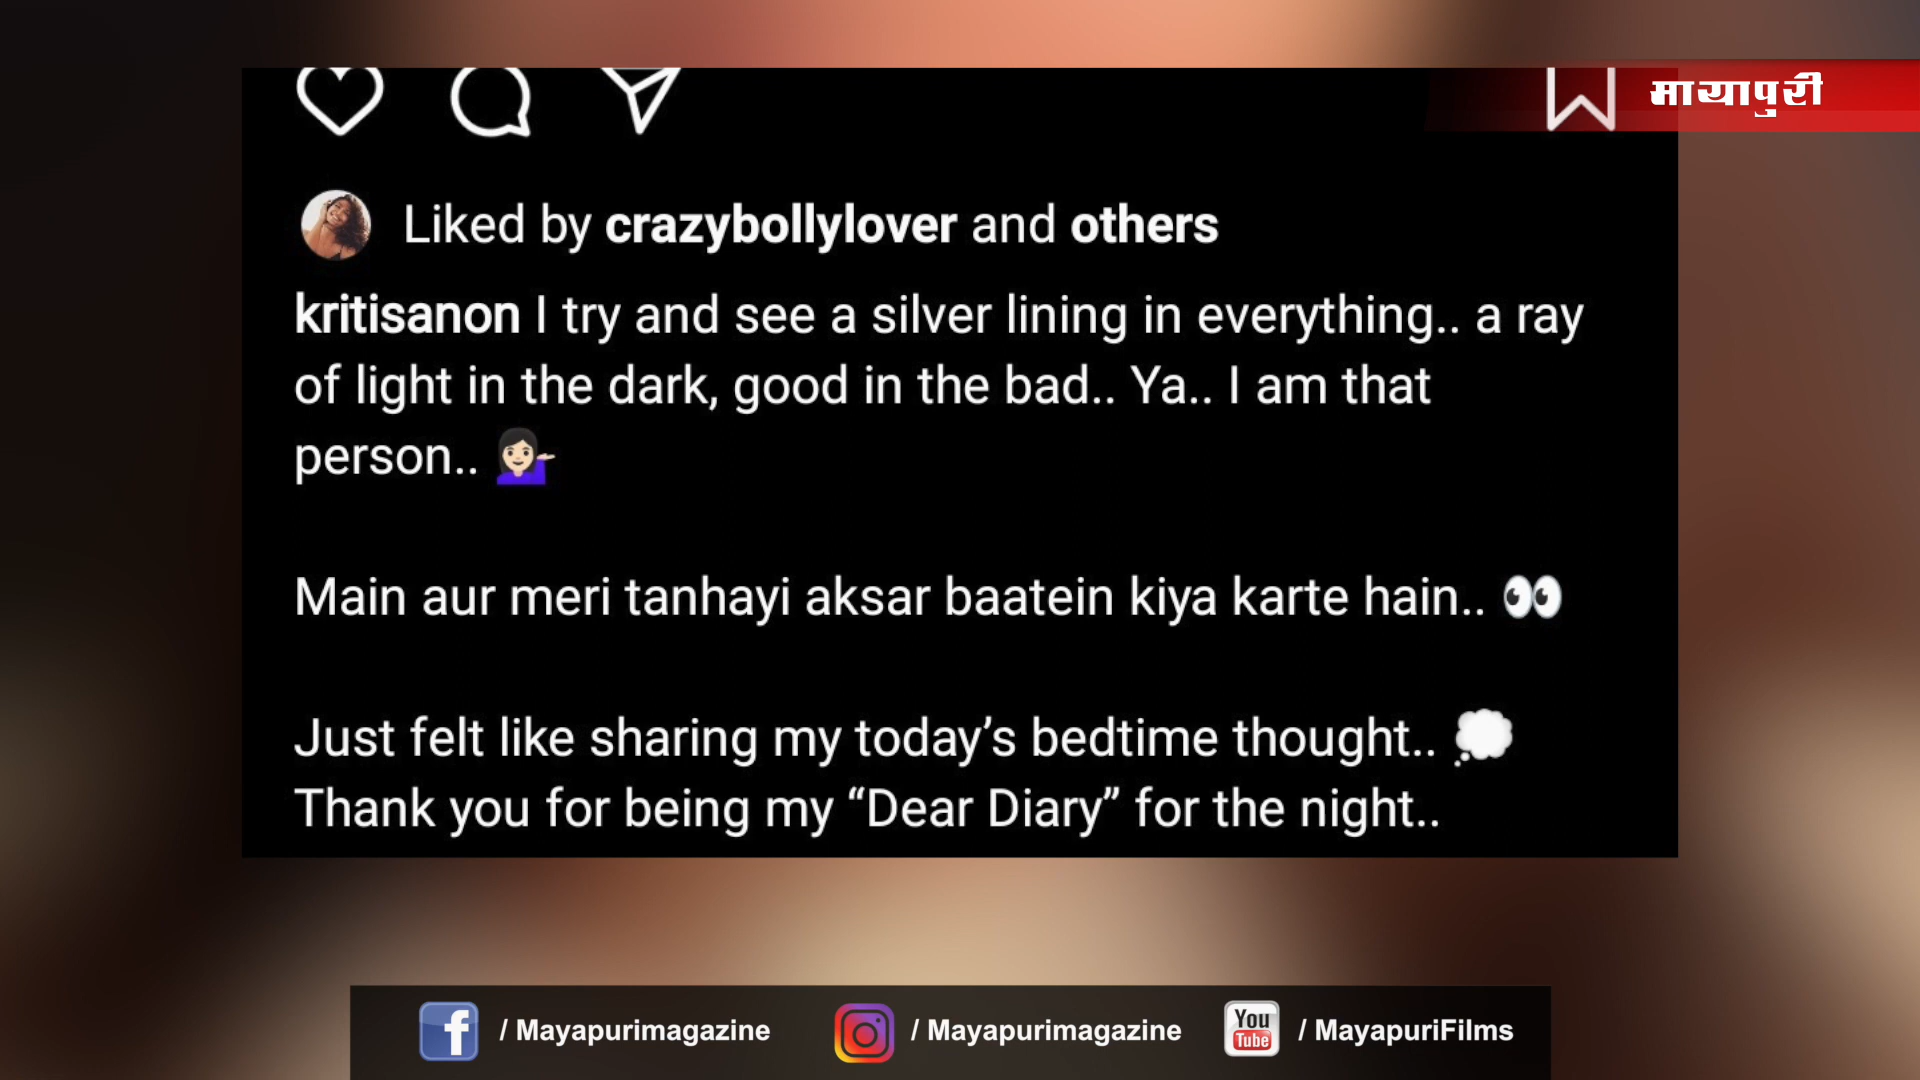 मायापुरी
Liked by crazybollylover and others
kritisanon I try and see a silver lining in everything.. a ray
of light in the dark, good in the bad.. Ya.. I am that
person.. 💁🏻‍♀️
Main aur meri tanhayi aksar baatein kiya karte hain.. 👀
Just felt like sharing my today’s bedtime thought.. 💭
Thank you for being my “Dear Diary” for the night..
/ Mayapurimagazine / Mayapurimagazine You Tube / MayapuriFilms